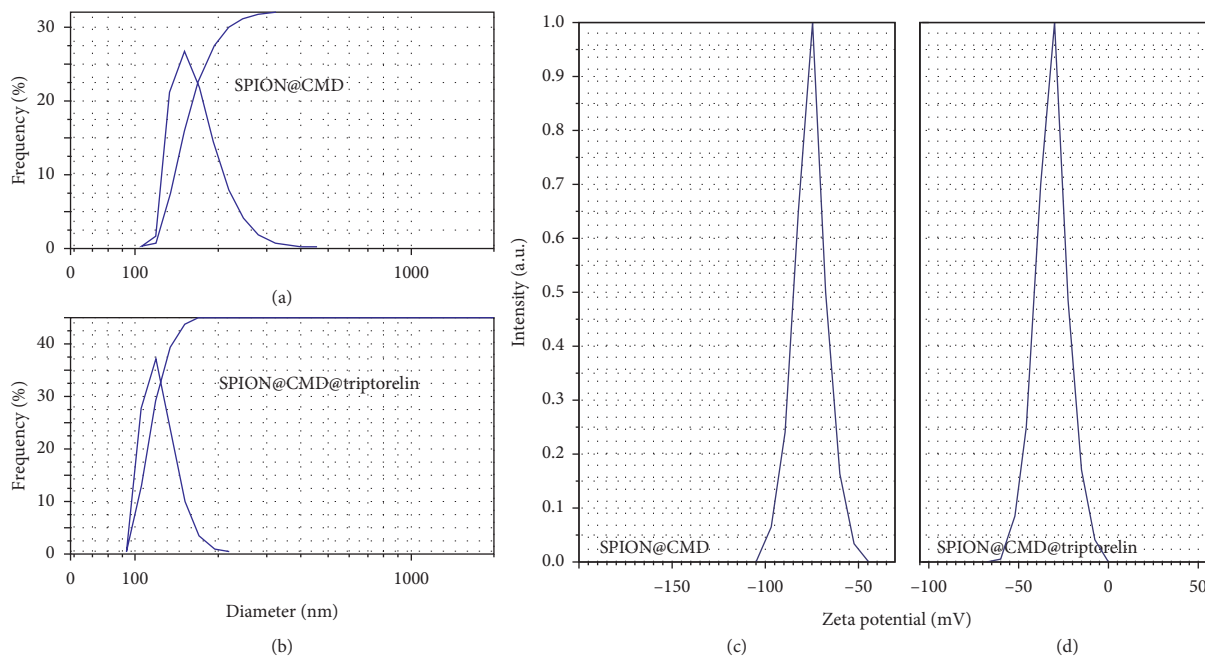 Frequency (%)
32
20
10
0
SPION@CMD
0
100
1000
(a)
Frequency (%)
40
30
40
10
0
SPION@CMD@triptorelin
0
100
1000
Diameter (nm)
(b)
Intensity (a.u.)
1.0
0.9
0.8
0.7
0.6
0.5
0.4
0.3
0.2
0.1
0.0
SPION@CMD
−150
−100
−50
(c)
SPION@CMD@triptorelin
−100
−50
0
50
Zeta potential (mV)
(d)